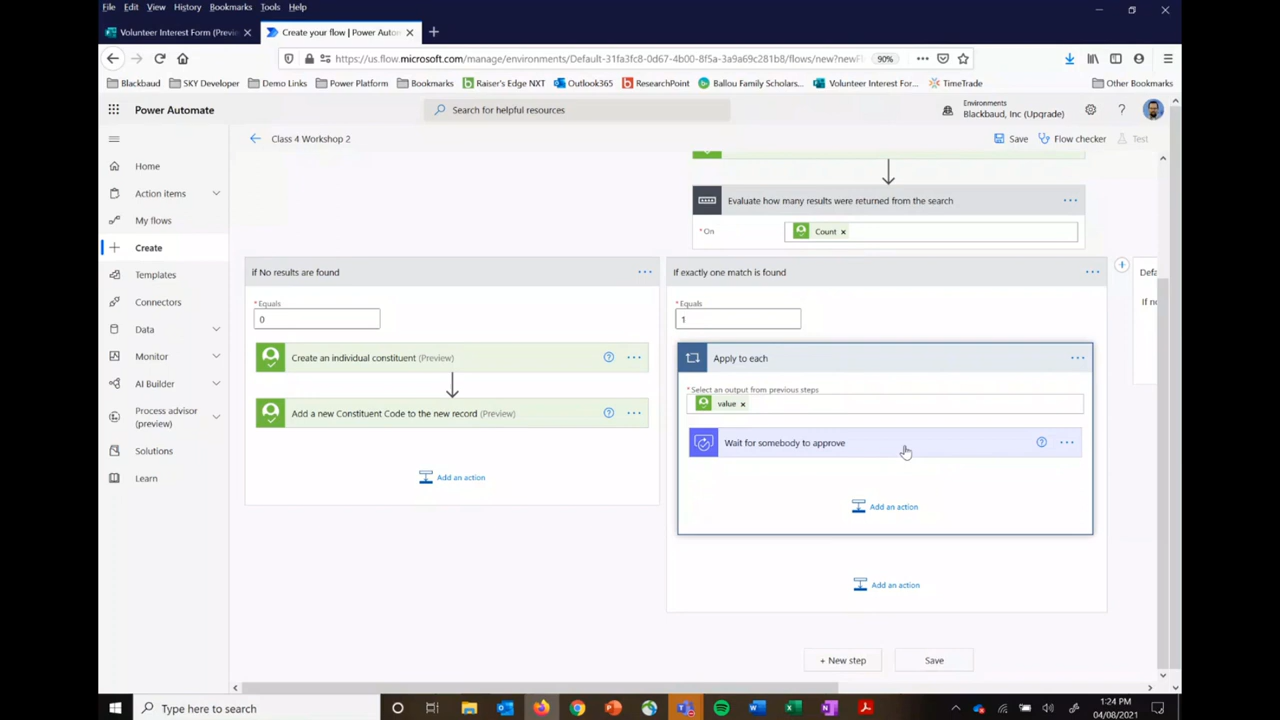 File Edit View History Bookmarks Tools Help
Volunteer Interest Form (Previ
Create your flow | Power Autom
https://us.flow.microsoft.com/manage/environments/Default-31fa3fc8-0d67-4b00-8f5a-3a9a69c281b8/flows/new?newFl
90%
Blackbaud SKY Developer Demo Links Power Platform Bookmarks Raiser's Edge NXT Outlook365 ResearchPoint Ballou Family Scholars... Volunteer Interest For... TimeTrade Other Bookmarks
Power Automate
Search for helpful resources
Environments
Blackbaud, Inc (Upgrade)
Class 4 Workshop 2
Save
Flow checker
Test
Home
Action items
My flows
Create
Templates
Connectors
Data
Monitor
AI Builder
Process advisor
(preview)
Solutions
Learn
Evaluate how many results were returned from the search
* On
Count
if No results are found
* Equals
0
Create an individual constituent (Preview)
Add a new Constituent Code to the new record (Preview)
Add an action
If exactly one match is found
* Equals
1
Apply to each
* Select an output from previous steps
value
Wait for somebody to approve
Add an action
Add an action
Defa
If no
+ New step
Save
Type here to search
1:24 PM
04/08/2021